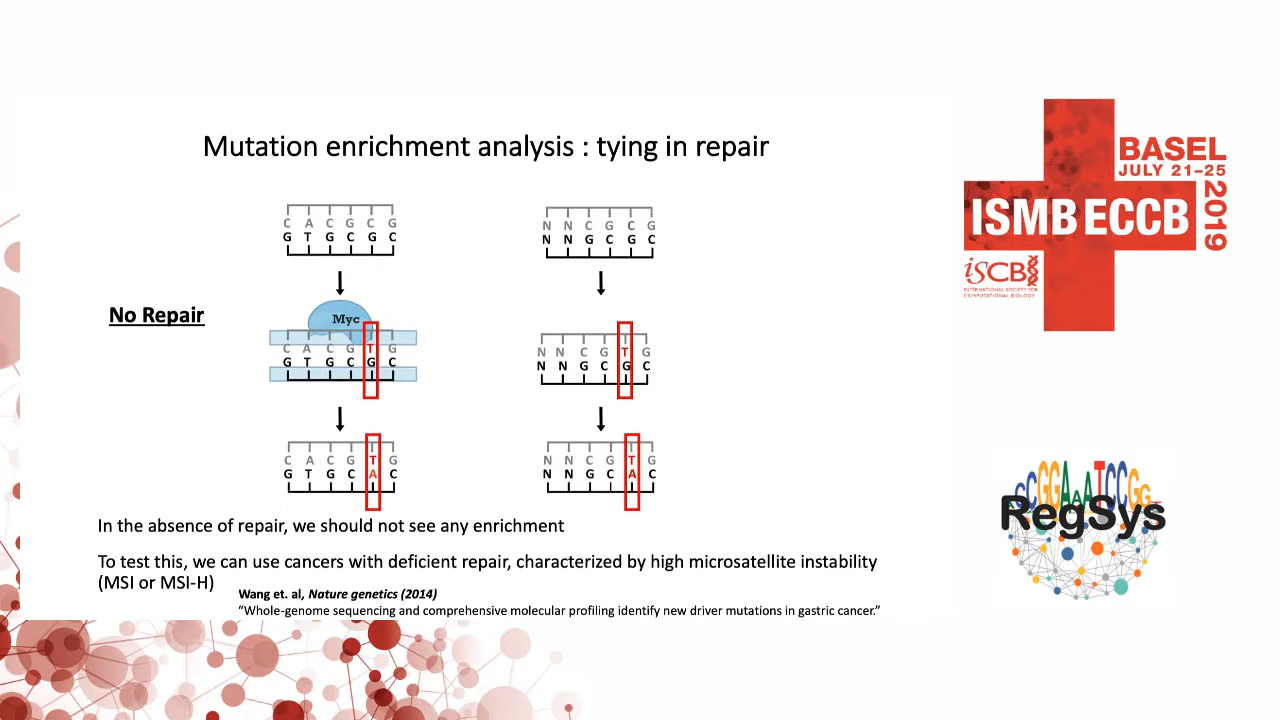 Mutation enrichment analysis : tying in repair
C A C G C G
G T G C G C
N N C G C G
N N G C G C
No Repair
Myc
C A C G T G
G T G C G C
N N C G T G
N N G C G C
C A C G T G
G T G C A C
N N C G T G
N N G C A C
In the absence of repair, we should not see any enrichment
To test this, we can use cancers with deficient repair, characterized by high microsatellite instability
(MSI or MSI-H)
Wang et. al, Nature genetics (2014)
“Whole-genome sequencing and comprehensive molecular profiling identify new driver mutations in gastric cancer.”
BASEL
JULY 21–25
2019
ISMB ECCB
iSCB
INTERNATIONAL SOCIETY FOR
COMPUTATIONAL BIOLOGY
CCGGAAATCCGG
RegSys